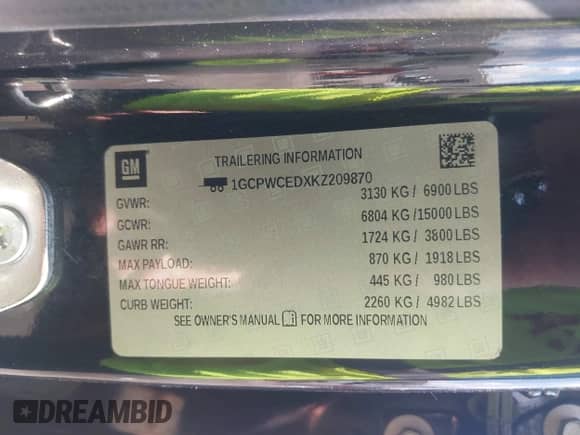 GM
TRAILERING INFORMATION
1GCPWCEDXKZ209870
GVWR: 3130 KG / 6900 LBS
GCWR: 6804 KG /15000 LBS
GAWR RR: 1724 KG / 3800 LBS
MAX PAYLOAD: 870 KG / 1918 LBS
MAX TONGUE WEIGHT: 445 KG / 980 LBS
CURB WEIGHT: 2260 KG / 4982 LBS
SEE OWNER'S MANUAL FOR MORE INFORMATION
DREAMBID